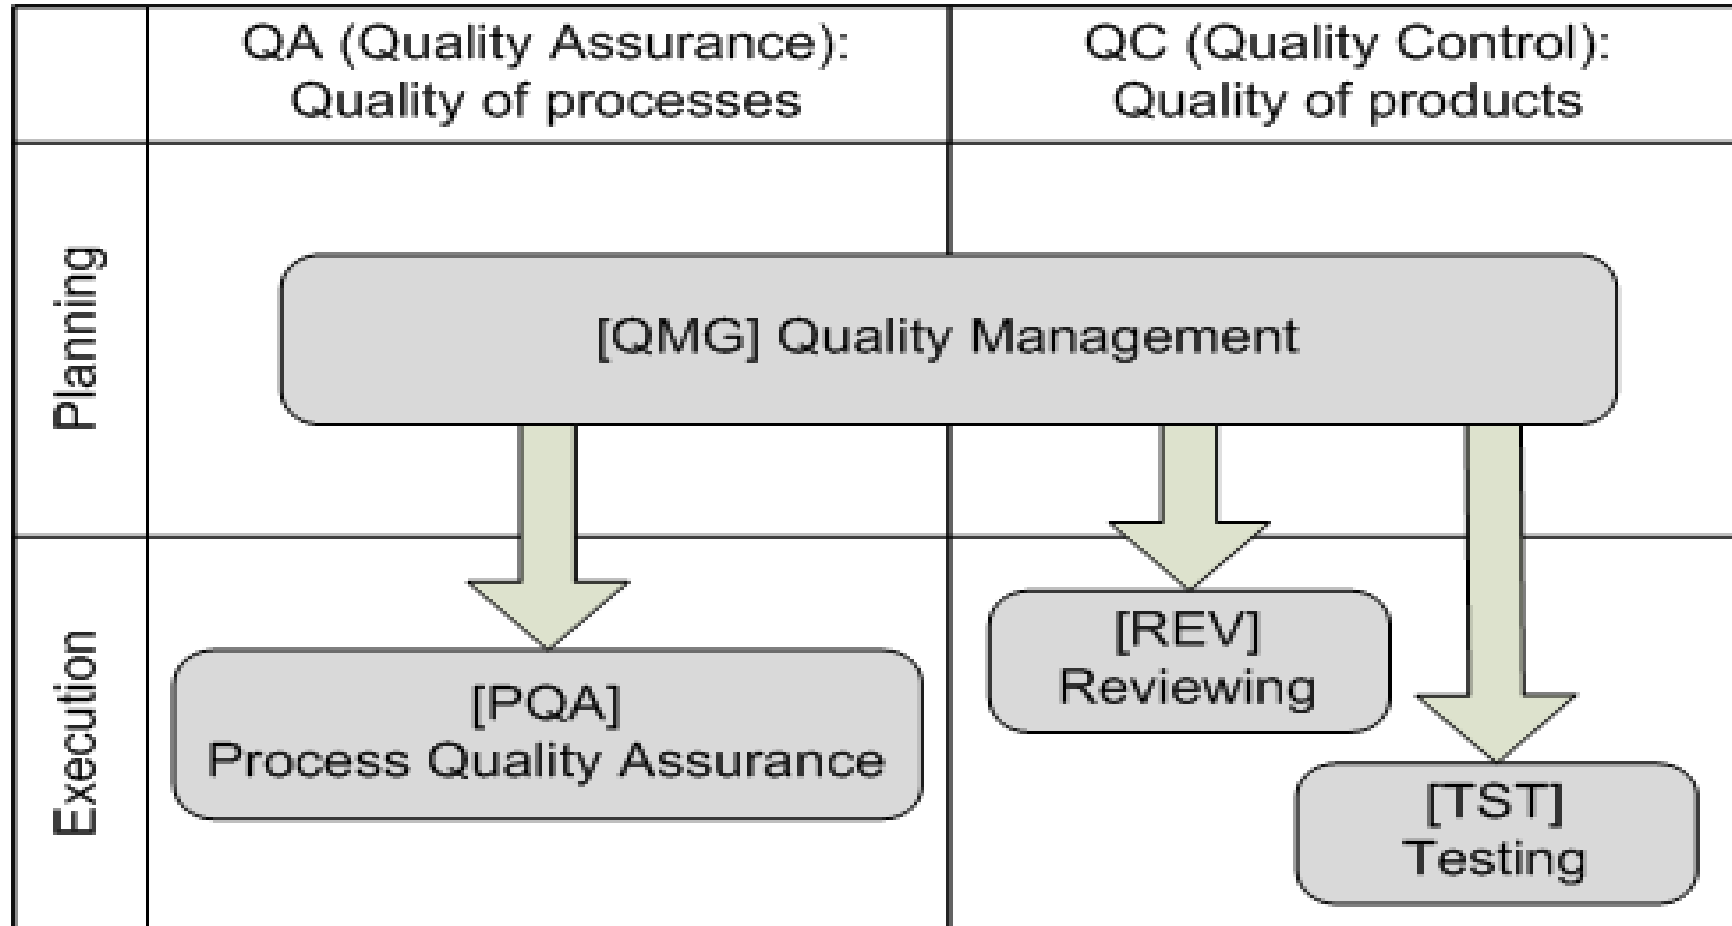 QA (Quality Assurance):
Quality of processes
QC (Quality Control):
Quality of products
Planning
[QMG] Quality Management
Execution
[PQA]
Process Quality Assurance
[REV]
Reviewing
[TST]
Testing